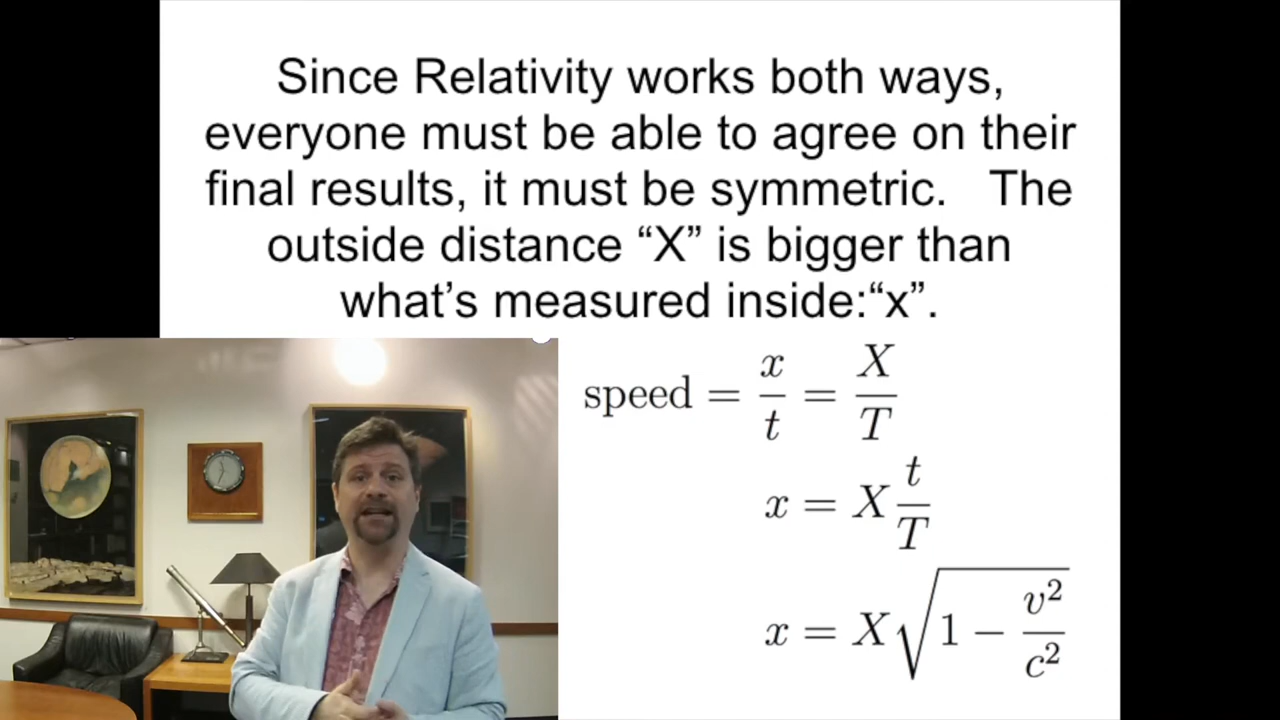 Since Relativity works both ways,
everyone must be able to agree on their
final results, it must be symmetric.   The
outside distance “X” is bigger than
what’s measured inside:“x”.
speed = x/t = X/T
x = X t/T
x = X√(1 − v²/c²)